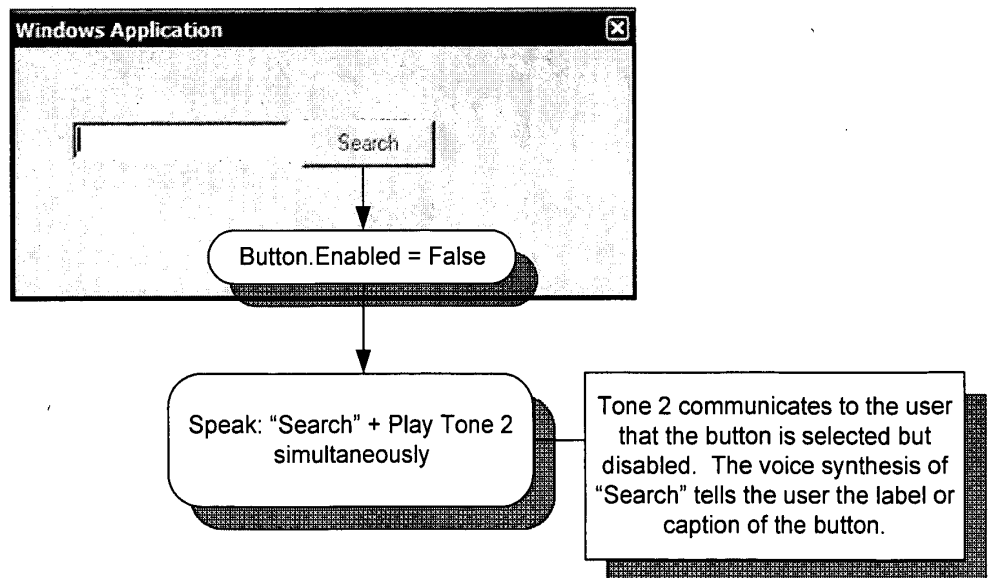 Windows Application
Search
Button.Enabled = False
Speak: “Search” + Play Tone 2
simultaneously
Tone 2 communicates to the user
that the button is selected but
disabled. The voice synthesis of
“Search” tells the user the label or
caption of the button.